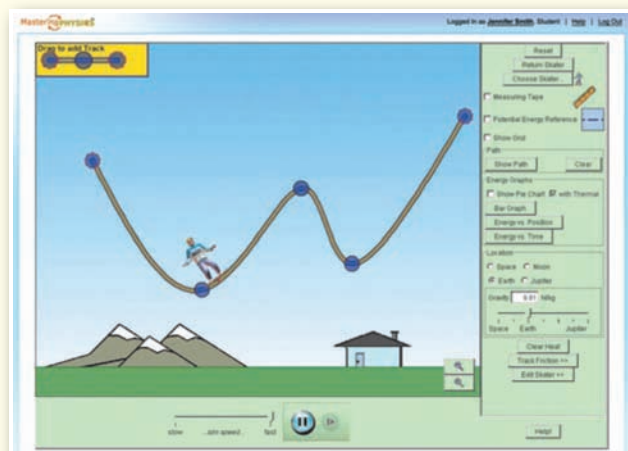 MasteringPHYSICS
Logged in as Jennifer Smith, Student | Help | Log Out
Drag to add Track
Reset
Return Skater
Choose Skater...
Measuring Tape
Potential Energy Reference
Show Grid
Path
Show Path Clear
Energy Graphs
Show Pie Chart with Thermal
Bar Graph
Energy vs. Position
Energy vs. Time
Location
Space Moon
Earth Jupiter
Gravity 9.81 N/kg
Space Earth Jupiter
Clear Heat
Track Friction >>
Edit Skater >>
Help!
slow ...sim speed... fast